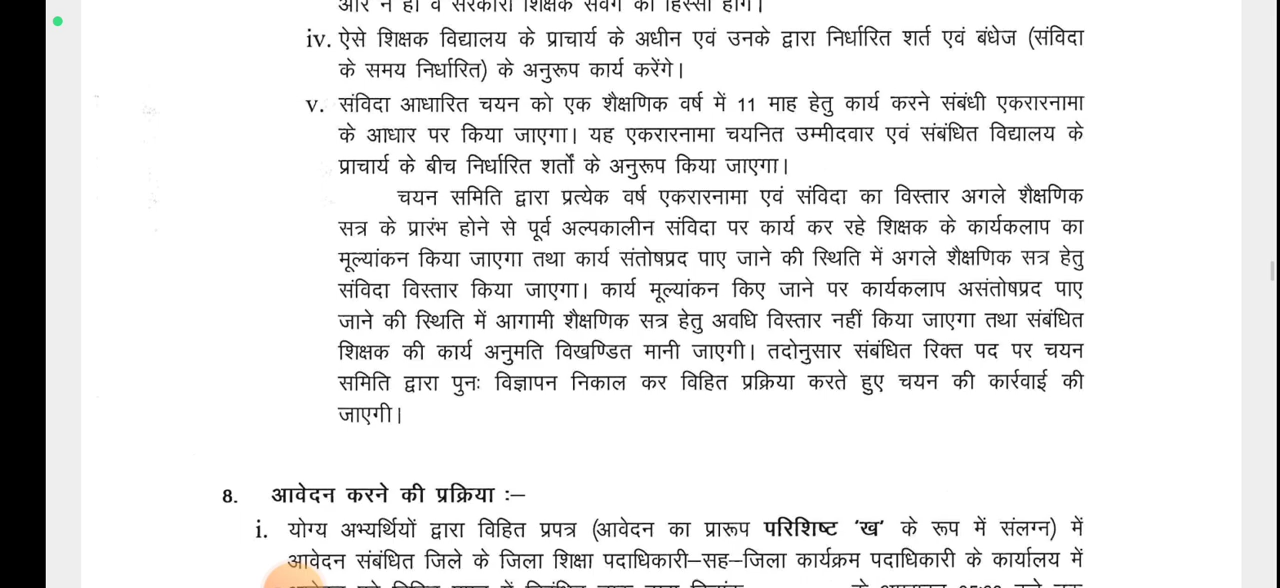 और न ही वे सरकारी शिक्षक संवर्ग का हिस्सा होंगे।
iv. ऐसे शिक्षक विद्यालय के प्राचार्य के अधीन एवं उनके द्वारा निर्धारित शर्त एवं बंधेज (संविदा
के समय निर्धारित) के अनुरूप कार्य करेंगे।
v. संविदा आधारित चयन को एक शैक्षणिक वर्ष में 11 माह हेतु कार्य करने संबंधी एकरारनामा
के आधार पर किया जाएगा। यह एकरारनामा चयनित उम्मीदवार एवं संबंधित विद्यालय के
प्राचार्य के बीच निर्धारित शर्तों के अनुरूप किया जाएगा।
चयन समिति द्वारा प्रत्येक वर्ष एकरारनामा एवं संविदा का विस्तार अगले शैक्षणिक
सत्र के प्रारंभ होने से पूर्व अल्पकालीन संविदा पर कार्य कर रहे शिक्षक के कार्यकलाप का
मूल्यांकन किया जाएगा तथा कार्य संतोषप्रद पाए जाने की स्थिति में अगले शैक्षणिक सत्र हेतु
संविदा विस्तार किया जाएगा। कार्य मूल्यांकन किए जाने पर कार्यकलाप असंतोषप्रद पाए
जाने की स्थिति में आगामी शैक्षणिक सत्र हेतु अवधि विस्तार नहीं किया जाएगा तथा संबंधित
शिक्षक की कार्य अनुमति विखण्डित मानी जाएगी। तदोनुसार संबंधित रिक्त पद पर चयन
समिति द्वारा पुनः विज्ञापन निकाल कर विहित प्रक्रिया करते हुए चयन की कार्रवाई की
जाएगी।
8. आवेदन करने की प्रक्रिया :–
i. योग्य अभ्यर्थियों द्वारा विहित प्रपत्र (आवेदन का प्रारूप परिशिष्ट 'ख' के रूप में संलग्न) में
आवेदन संबंधित जिले के जिला शिक्षा पदाधिकारी–सह–जिला कार्यक्रम पदाधिकारी के कार्यालय में